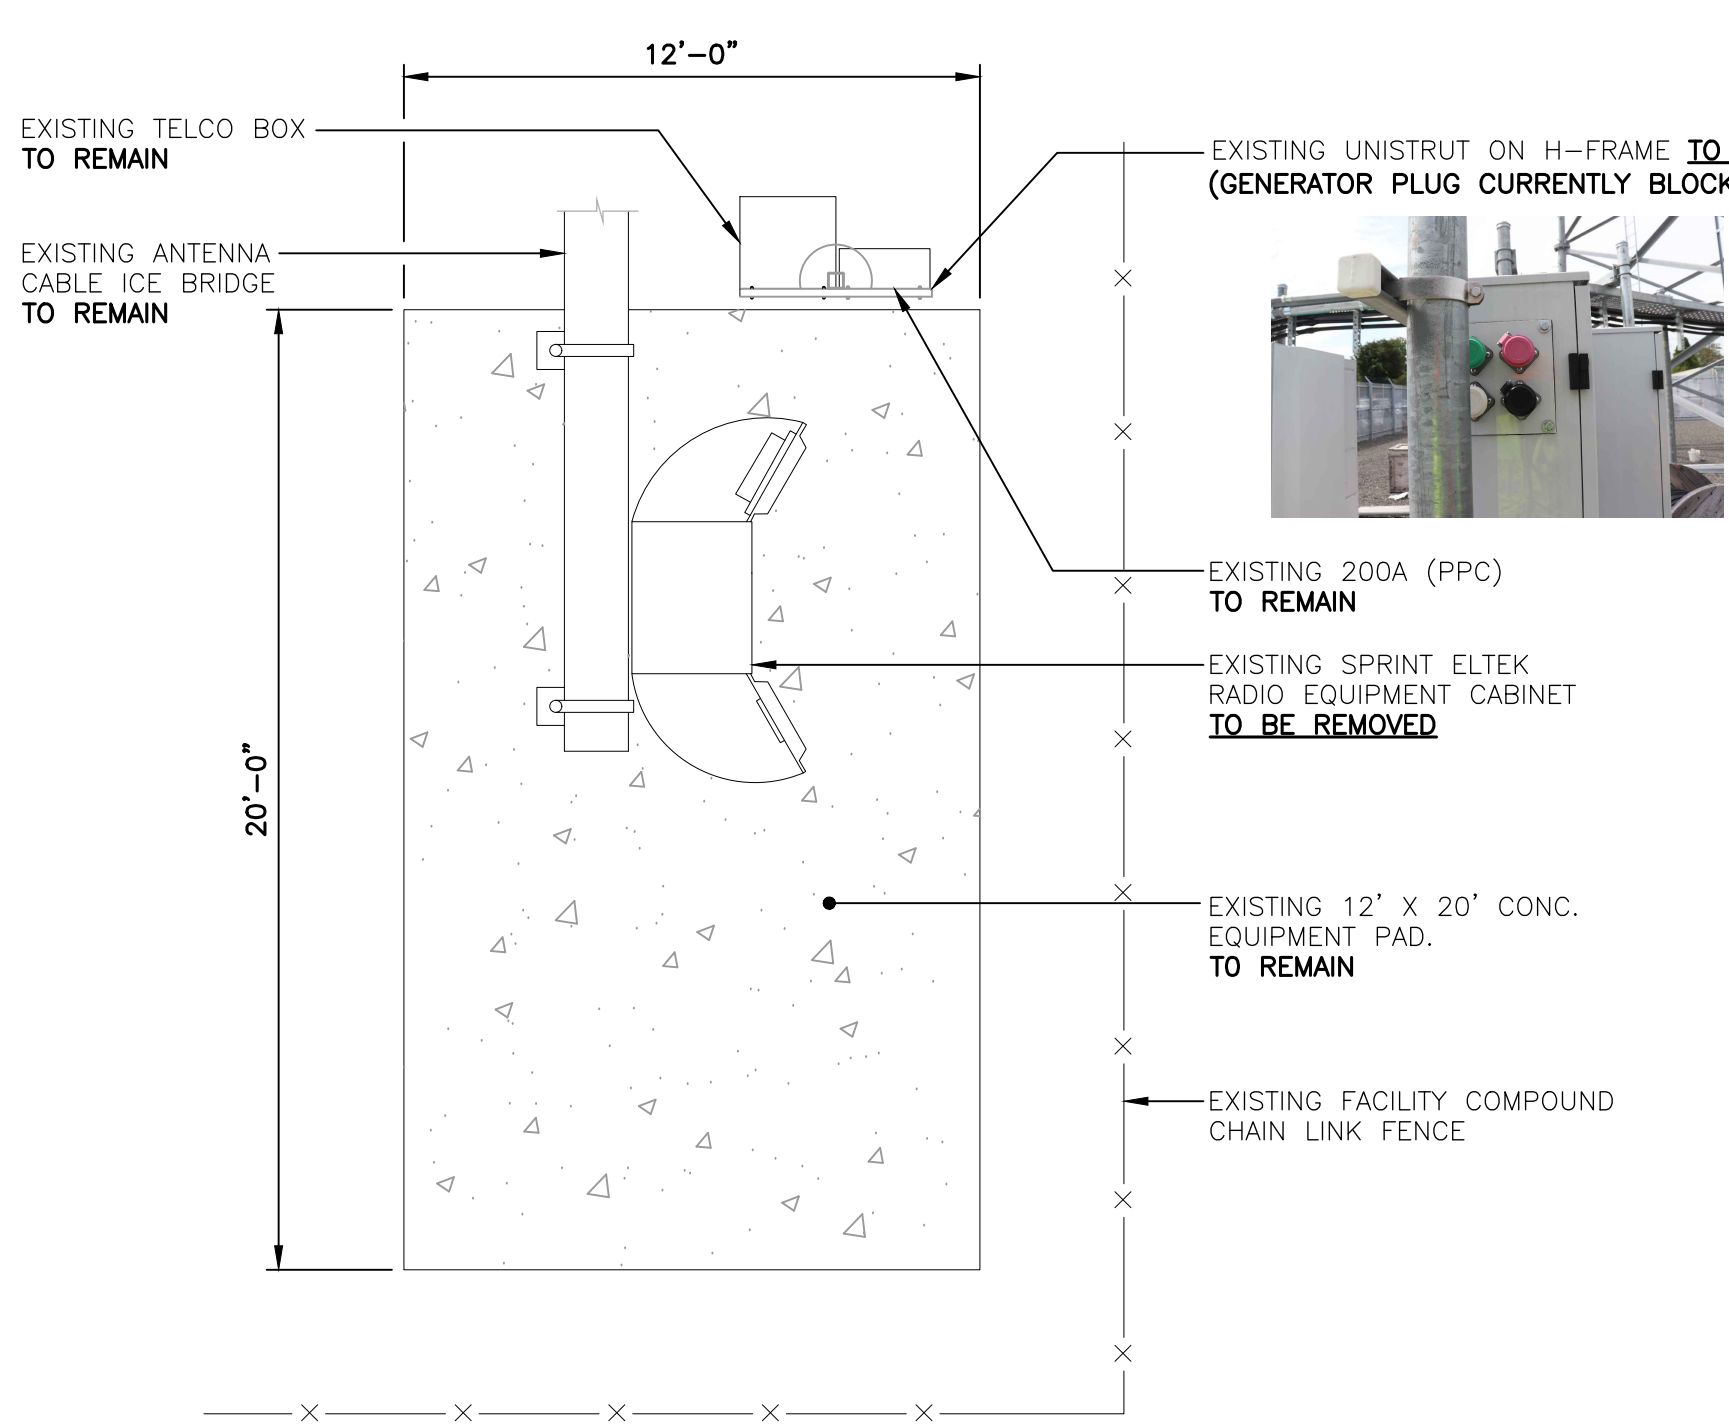 12'-0"
EXISTING TELCO BOX
TO REMAIN
EXISTING UNISTRUT ON H-FRAME TO
(GENERATOR PLUG CURRENTLY BLOCK
EXISTING ANTENNA
CABLE ICE BRIDGE
TO REMAIN
EXISTING 200A (PPC)
TO REMAIN
EXISTING SPRINT ELTEK
RADIO EQUIPMENT CABINET
TO BE REMOVED
20'-0"
EXISTING 12' X 20' CONC.
EQUIPMENT PAD.
TO REMAIN
EXISTING FACILITY COMPOUND
CHAIN LINK FENCE